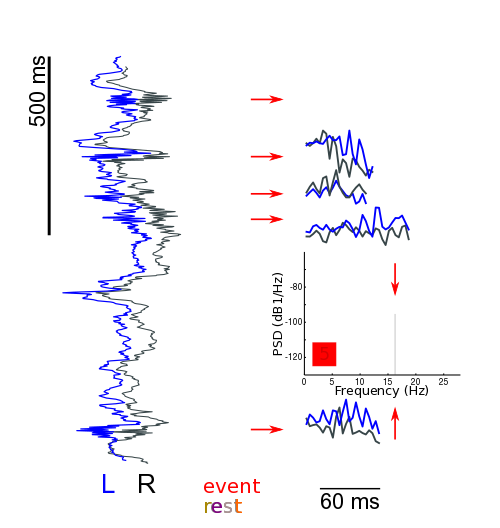 500 ms
PSD (dB1/Hz)
-80
-100
-120
5
0 5 10 15 20 25
Frequency (Hz)
L R
event
rest
60 ms